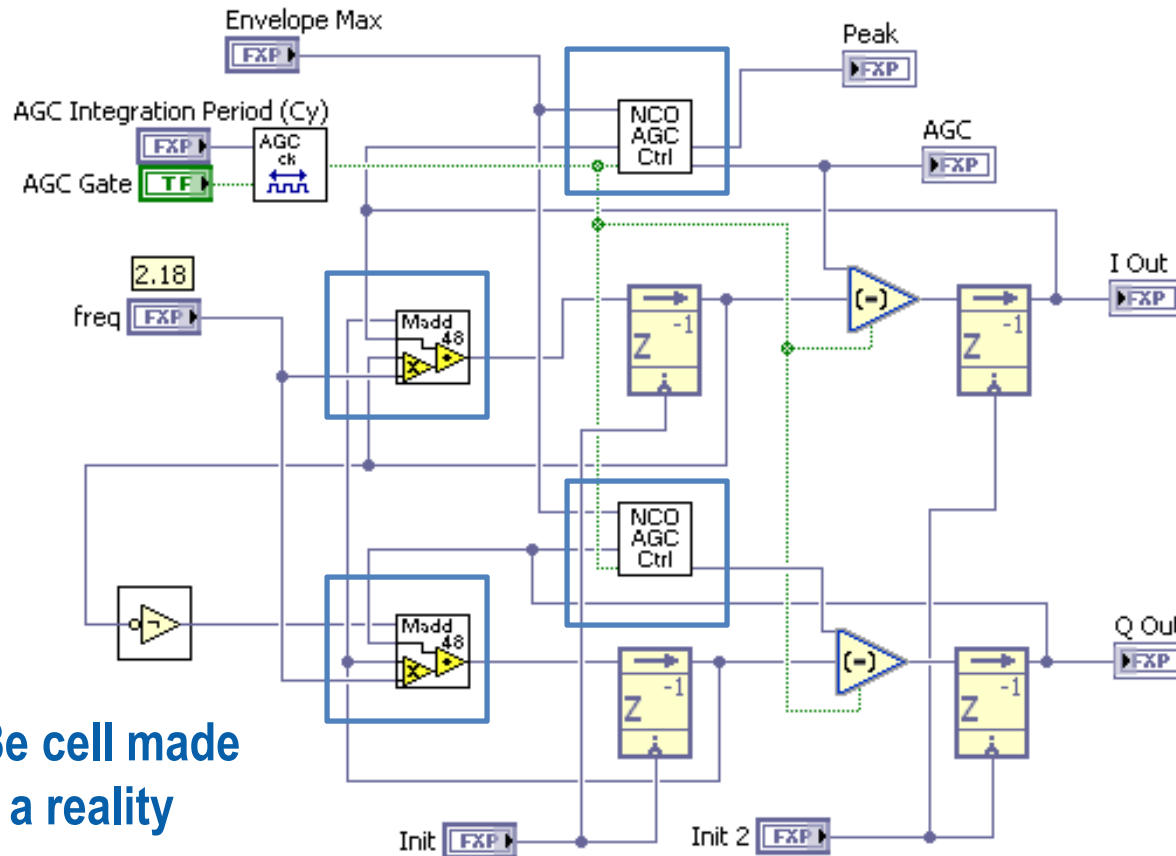 Envelope Max
FXP
Peak
FXP
NCO
AGC
Ctrl
AGC Integration Period (Cy)
FXP
AGC
ck
AGC
FXP
AGC Gate
TF
2.18
freq
FXP
I Out
FXP
(-)
Z -1
Z -1
Madd
48
x
+
NCO
AGC
Ctrl
Madd
48
x
+
Q Out
FXP
(-)
Z -1
Z -1
cell made
a reality
Init
FXP
Init 2
FXP